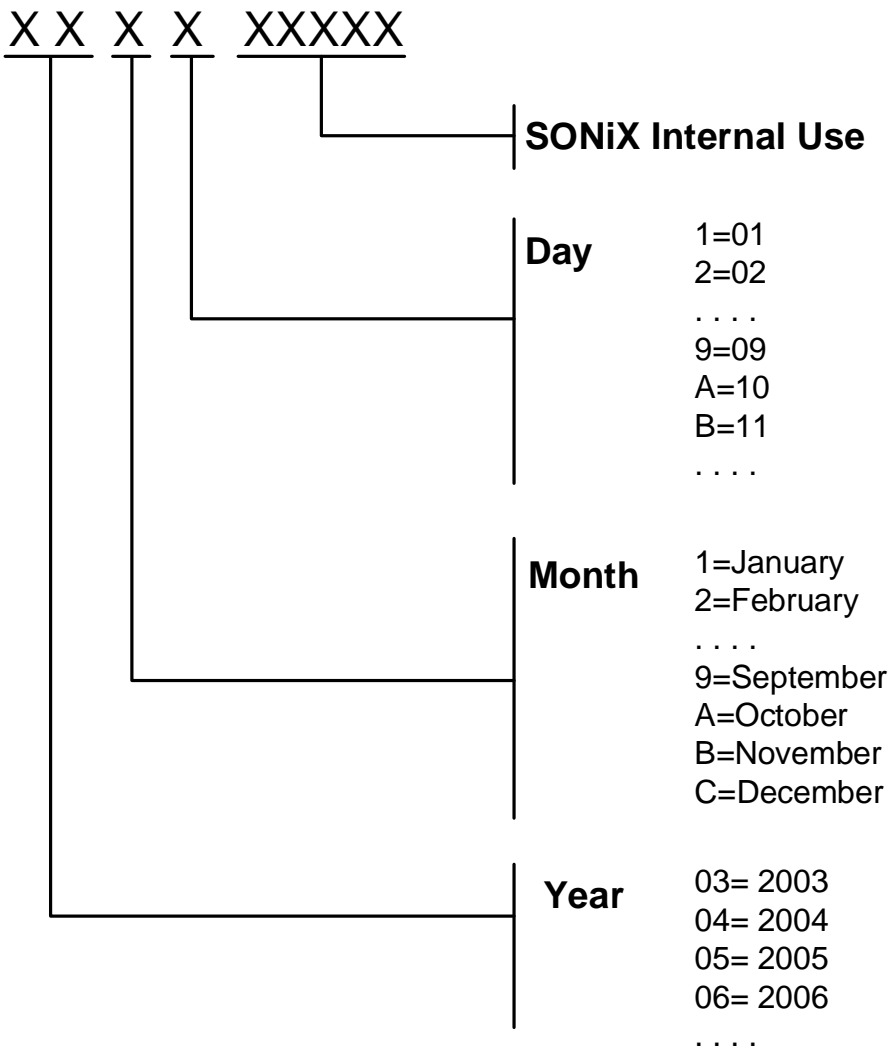 X X X X XXXXX
SONiX Internal Use
Day
1=01
2=02
. . . .
9=09
A=10
B=11
. . . .
Month
1=January
2=February
. . . .
9=September
A=October
B=November
C=December
Year
03= 2003
04= 2004
05= 2005
06= 2006
. . . .